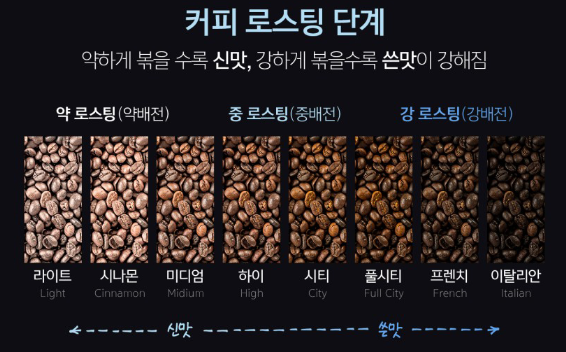 커피 로스팅 단계
약하게 볶을 수록 신맛, 강하게 볶을수록 쓴맛이 강해짐
약 로스팅(약배전) 중 로스팅(중배전) 강 로스팅(강배전)
라이트 시나몬 미디엄 하이 시티 풀시티 프렌치 이탈리안
Light Cinnamon Midium High City Full City French Italian
신맛 쓴맛